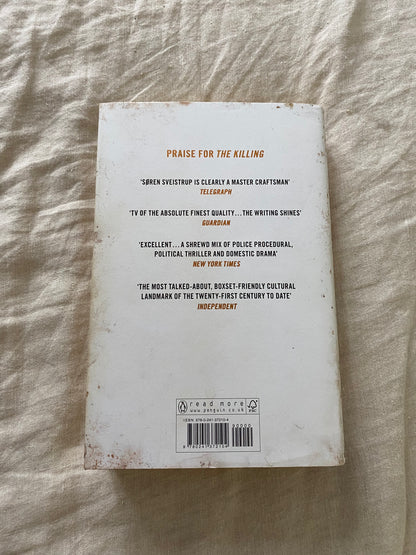 PRAISE FOR THE KILLING
'SØREN SVEISTRUP IS CLEARLY A MASTER CRAFTSMAN'
TELEGRAPH
'TV OF THE ABSOLUTE FINEST QUALITY...THE WRITING SHINES'
GUARDIAN
'EXCELLENT...A SHREWD MIX OF POLICE PROCEDURAL,
POLITICAL THRILLER AND DOMESTIC DRAMA'
NEW YORK TIMES
'THE MOST TALKED-ABOUT, BOXSET-FRIENDLY CULTURAL
LANDMARK OF THE TWENTY-FIRST CENTURY TO DATE'
INDEPENDENT
read more
www.penguin.co.uk
FSC
ISBN
90000